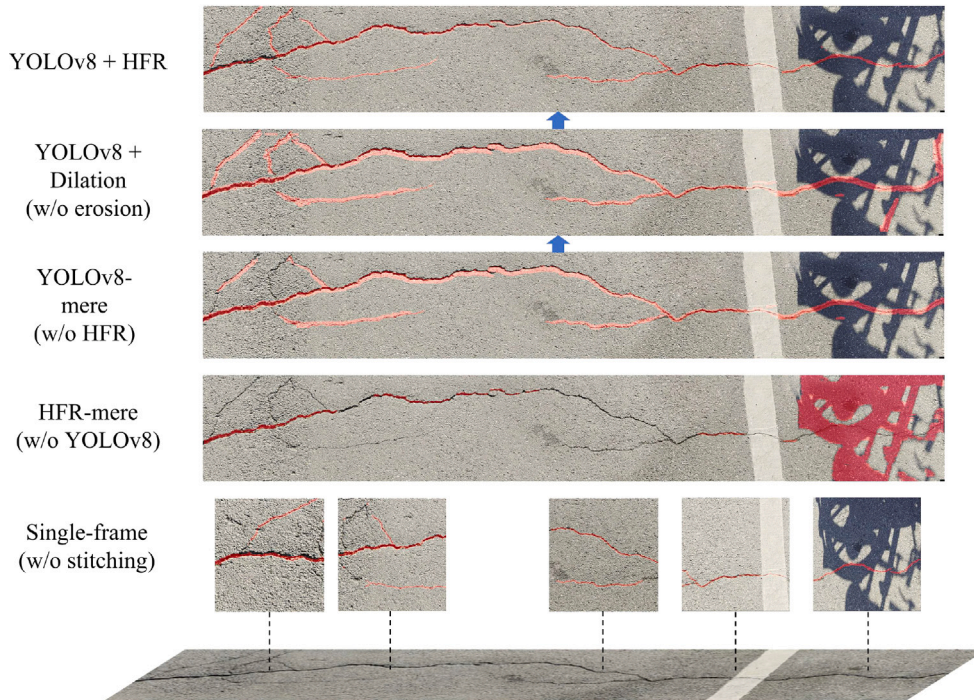 YOLOv8 + HFR
YOLOv8 +
Dilation
(w/o erosion)
YOLOv8-
mere
(w/o HFR)
HFR-mere
(w/o YOLOv8)
Single-frame
(w/o stitching)